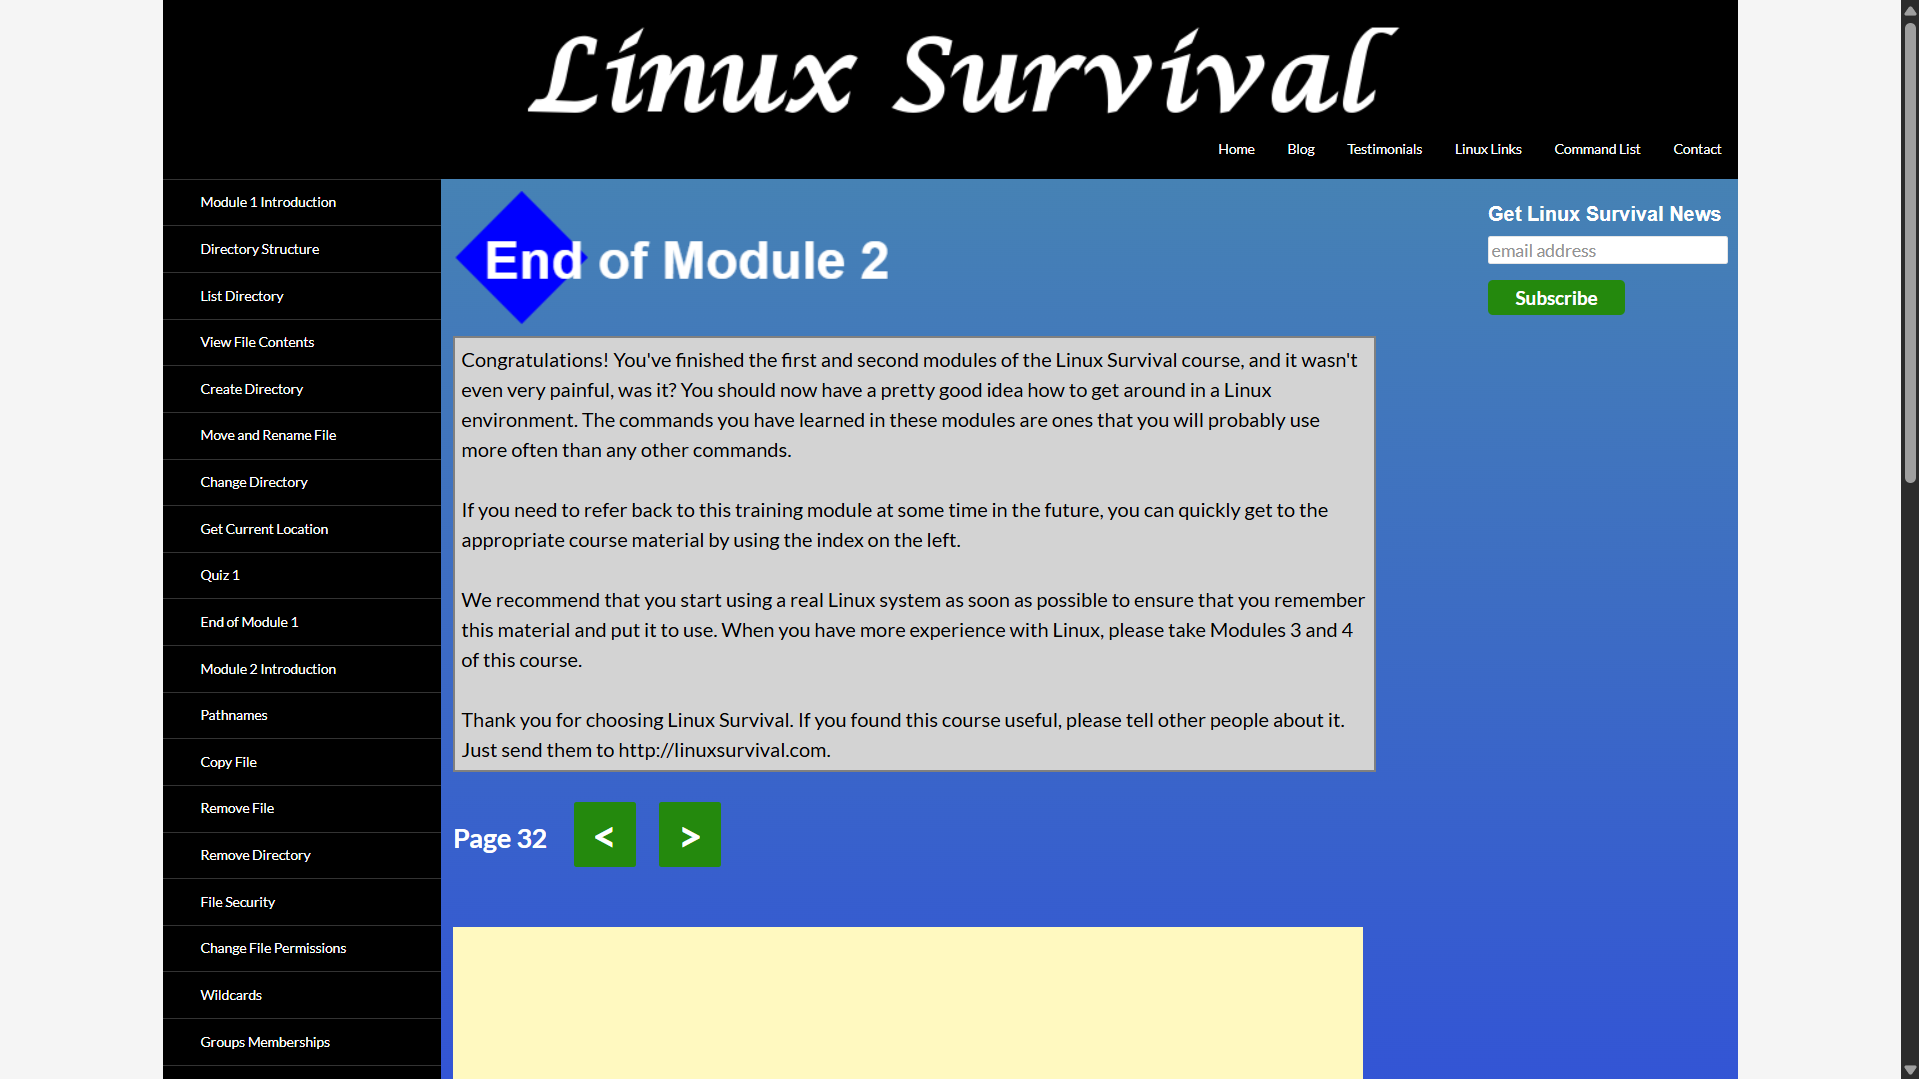 Linux Survival
Home
Blog
Testimonials
Linux Links
Command List
Contact
Module 1 Introduction
Directory Structure
List Directory
View File Contents
Create Directory
Move and Rename File
Change Directory
Get Current Location
Quiz 1
End of Module 1
Module 2 Introduction
Pathnames
Copy File
Remove File
Remove Directory
File Security
Change File Permissions
Wildcards
Groups Memberships
End of Module 2
Congratulations! You've finished the first and second modules of the Linux Survival course, and it wasn't
even very painful, was it? You should now have a pretty good idea how to get around in a Linux
environment. The commands you have learned in these modules are ones that you will probably use
more often than any other commands.
If you need to refer back to this training module at some time in the future, you can quickly get to the
appropriate course material by using the index on the left.
We recommend that you start using a real Linux system as soon as possible to ensure that you remember
this material and put it to use. When you have more experience with Linux, please take Modules 3 and 4
of this course.
Thank you for choosing Linux Survival. If you found this course useful, please tell other people about it.
Just send them to http://linuxsurvival.com.
Page 32
<
>
Get Linux Survival News
email address
Subscribe